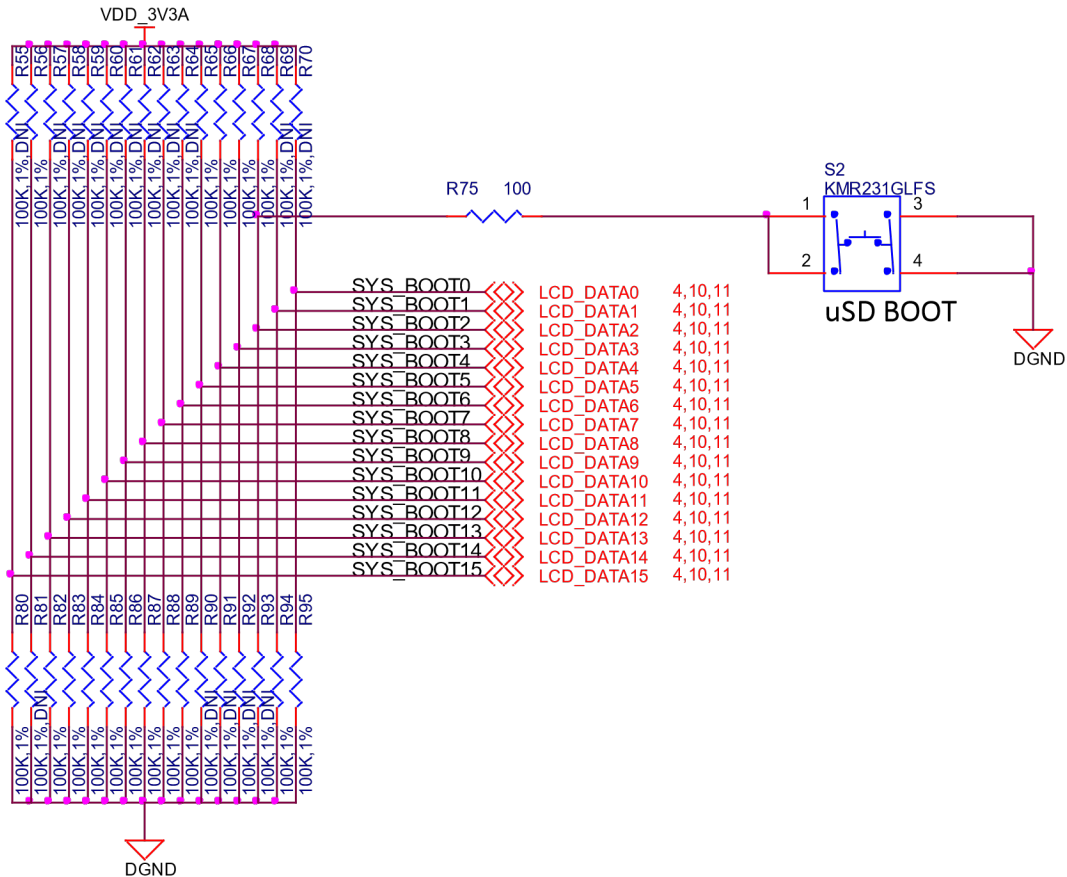 VDD_3V3A
R55
R56
R57
R58
R59
R60
R61
R62
R63
R64
R65
R66
R67
R68
R69
R70
100K,1%,DNI
100K,1%
100K,1%,DNI
100K,1%,DNI
100K,1%,DNI
100K,1%,DNI
100K,1%,DNI
100K,1%,DNI
100K,1%,DNI
100K,1%,DNI
100K,1%
100K,1%
100K,1%
100K,1%
100K,1%,DNI
100K,1%,DNI
R75 100
S2
KMR231GLFS
1 3
2 4
uSD BOOT
DGND
SYS_BOOT0 LCD_DATA0 4,10,11
SYS_BOOT1 LCD_DATA1 4,10,11
SYS_BOOT2 LCD_DATA2 4,10,11
SYS_BOOT3 LCD_DATA3 4,10,11
SYS_BOOT4 LCD_DATA4 4,10,11
SYS_BOOT5 LCD_DATA5 4,10,11
SYS_BOOT6 LCD_DATA6 4,10,11
SYS_BOOT7 LCD_DATA7 4,10,11
SYS_BOOT8 LCD_DATA8 4,10,11
SYS_BOOT9 LCD_DATA9 4,10,11
SYS_BOOT10 LCD_DATA10 4,10,11
SYS_BOOT11 LCD_DATA11 4,10,11
SYS_BOOT12 LCD_DATA12 4,10,11
SYS_BOOT13 LCD_DATA13 4,10,11
SYS_BOOT14 LCD_DATA14 4,10,11
SYS_BOOT15 LCD_DATA15 4,10,11
R80
R81
R82
R83
R84
R85
R86
R87
R88
R89
R90
R91
R92
R93
R94
R95
100K,1%
100K,1%,DNI
100K,1%
100K,1%
100K,1%
100K,1%
100K,1%
100K,1%
100K,1%
100K,1%
100K,1%,DNI
100K,1%,DNI
100K,1%,DNI
100K,1%,DNI
100K,1%
100K,1%
DGND